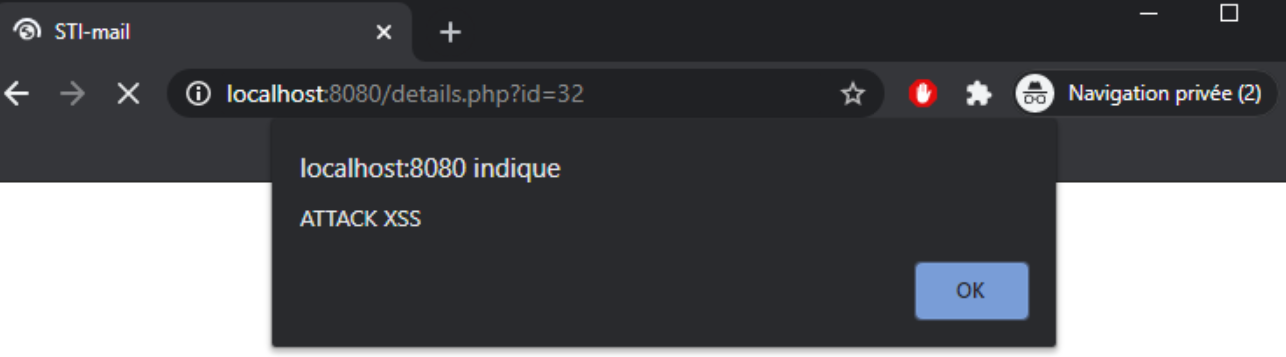 STI-mail
localhost:8080/details.php?id=32
Navigation privée (2)
localhost:8080 indique
ATTACK XSS
OK